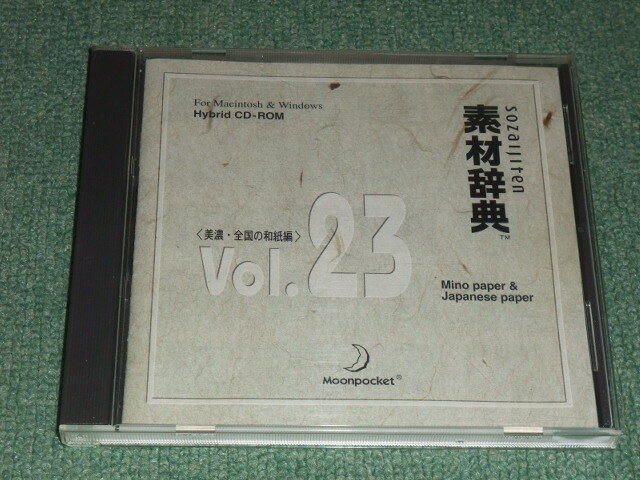 For Macintosh & Windows
Hybrid CD-ROM
sozaijiten
素材辞典
TM
〈美濃・全国の和紙編〉
Vol.23
Mino paper &
Japanese paper
Moonpocket®